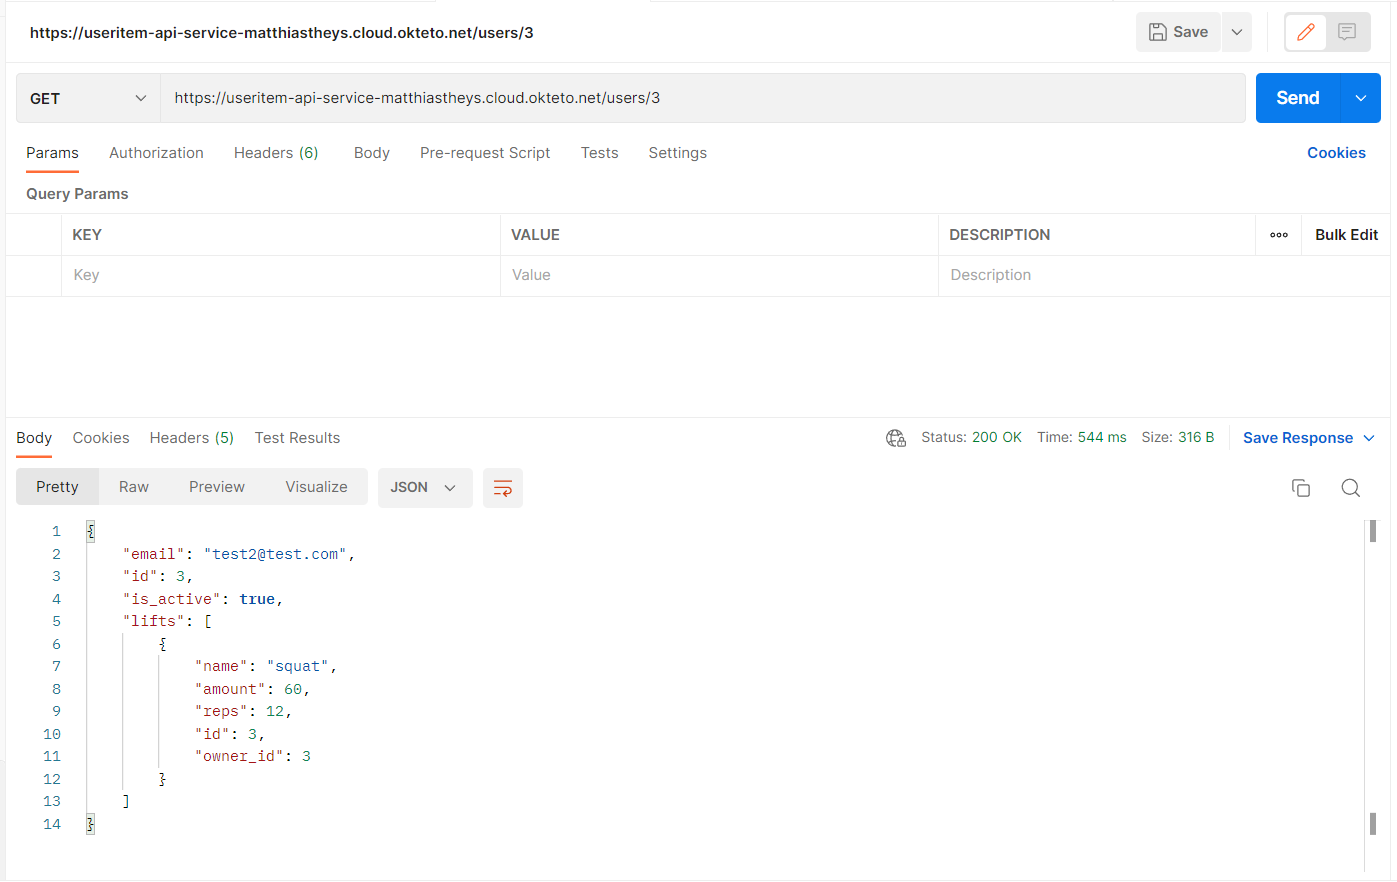 https://useritem-api-service-matthiastheys.cloud.okteto.net/users/3 Save
GET https://useritem-api-service-matthiastheys.cloud.okteto.net/users/3 Send
Params Authorization Headers (6) Body Pre-request Script Tests Settings Cookies
Query Params
KEY VALUE DESCRIPTION ooo Bulk Edit
Key Value Description
Body Cookies Headers (5) Test Results Status: 200 OK Time: 544 ms Size: 316 B Save Response
Pretty Raw Preview Visualize JSON
1 {
2 "email": "test2@test.com",
3 "id": 3,
4 "is_active": true,
5 "lifts": [
6 {
7 "name": "squat",
8 "amount": 60,
9 "reps": 12,
10 "id": 3,
11 "owner_id": 3
12 }
13 ]
14 }